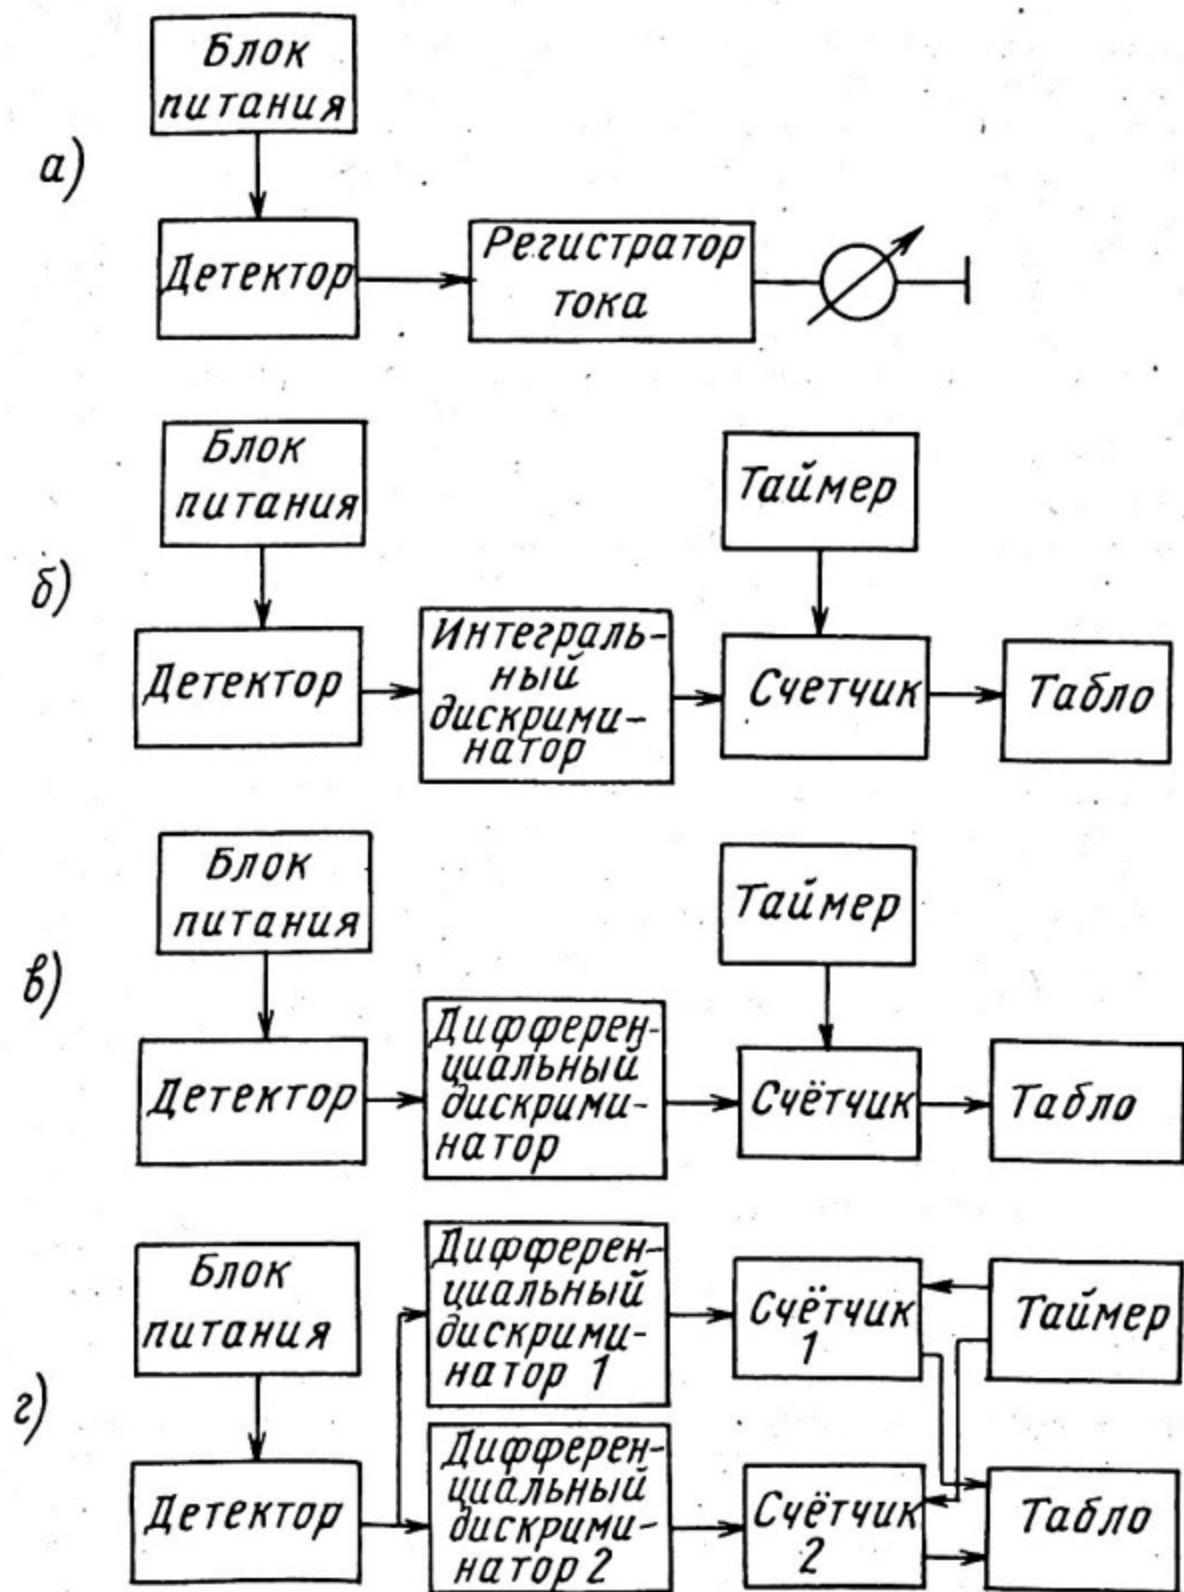 Блок
питания
а)
Детектор
Регистратор
тока
Блок
питания
Таймер
б)
Детектор
Интеграль-
ный
дискрими-
натор
Счетчик
Табло
Блок
питания
Таймер
в)
Детектор
Дифферен-
циальный
дискрими-
натор
Счётчик
Табло
Блок
питания
Дифферен-
циальный
дискрими-
натор 1
Счётчик
1
Таймер
г)
Детектор
Дифферен-
циальный
дискрими-
натор 2
Счётчик
2
Табло